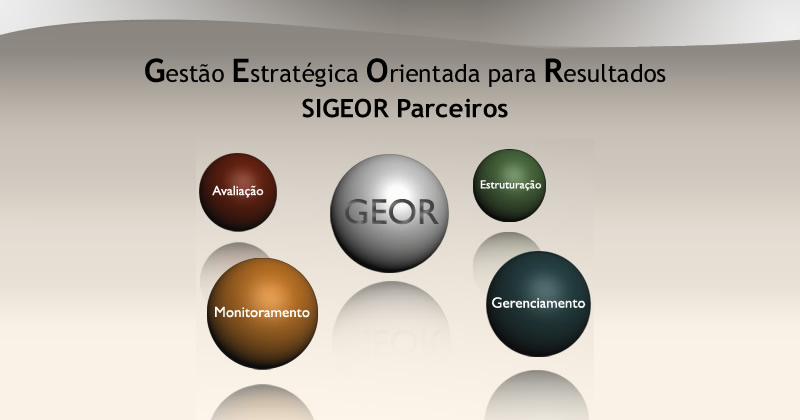 Gestão Estratégica Orientada para Resultados
SIGEOR Parceiros
Avaliação
GEOR
Estruturação
Monitoramento
Gerenciamento